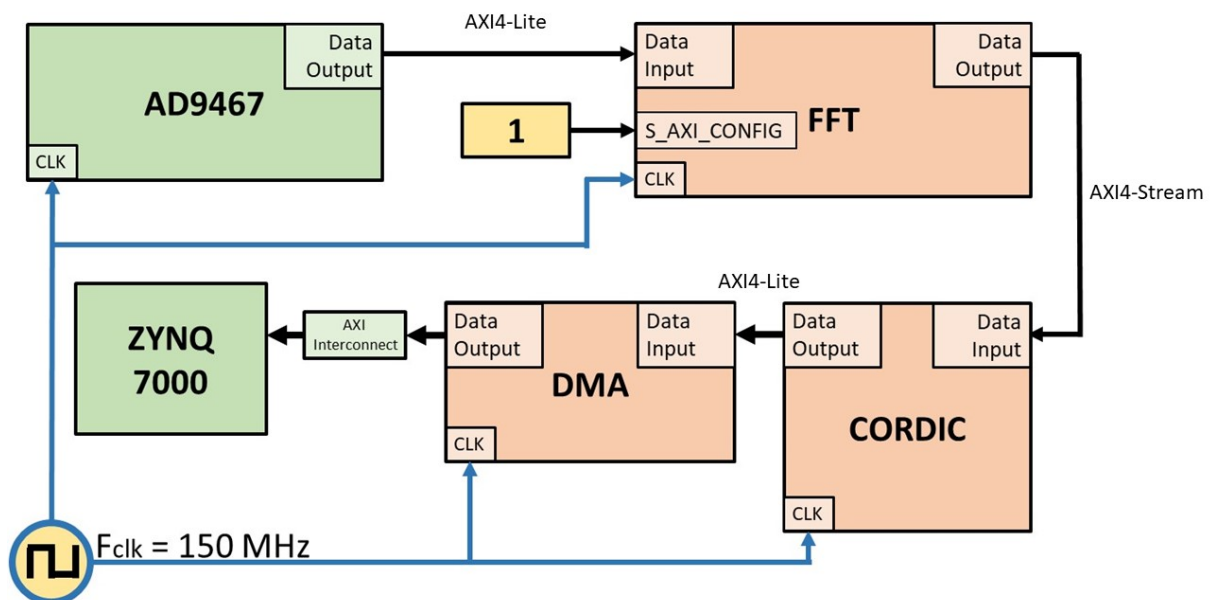 AXI4-Lite
Data
Output
AD9467
CLK
Data
Input
1
S_AXI_CONFIG
FFT
CLK
Data
Output
AXI4-Stream
AXI4-Lite
ZYNQ
7000
AXI
Interconnect
Data
Output
Data
Input
DMA
CLK
Data
Output
Data
Input
CORDIC
CLK
Fclk = 150 MHz